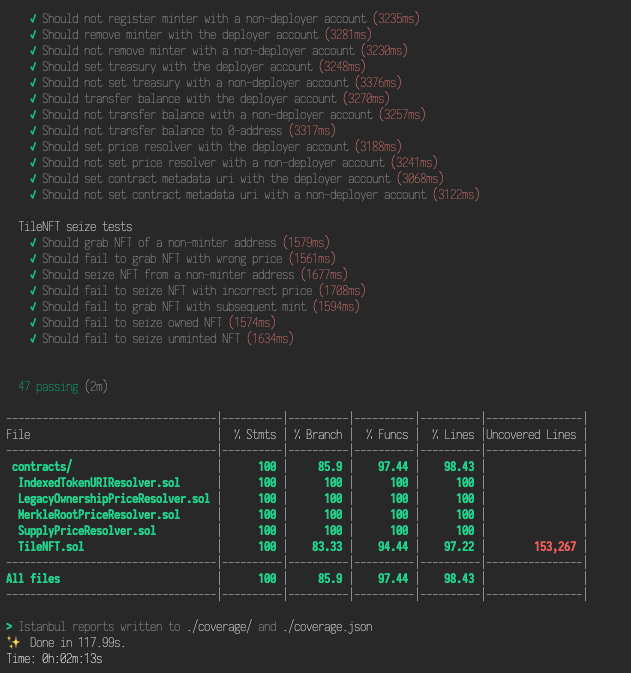 ✓ Should not register minter with a non-deployer account (3235ms)
✓ Should remove minter with the deployer account (3281ms)
✓ Should not remove minter with a non-deployer account (3230ms)
✓ Should set treasury with the deployer account (3248ms)
✓ Should not set treasury with a non-deployer account (3376ms)
✓ Should transfer balance with the deployer account (3270ms)
✓ Should not transfer balance with a non-deployer account (3257ms)
✓ Should not transfer balance to 0-address (3317ms)
✓ Should set price resolver with the deployer account (3188ms)
✓ Should not set price resolver with a non-deployer account (3241ms)
✓ Should set contract metadata uri with the deployer account (3068ms)
✓ Should not set contract metadata uri with a non-deployer account (3122ms)
TileNFT seize tests
✓ Should grab NFT of a non-minter address (1579ms)
✓ Should fail to grab NFT with wrong price (1561ms)
✓ Should seize NFT from a non-minter address (1677ms)
✓ Should fail to seize NFT with incorrect price (1708ms)
✓ Should fail to grab NFT with subsequent mint (1594ms)
✓ Should fail to seize owned NFT (1574ms)
✓ Should fail to seize unminted NFT (1634ms)
47 passing (2m)
File | % Stmts | % Branch | % Funcs | % Lines |Uncovered Lines |
contracts/ | 100 | 85.9 | 97.44 | 98.43 | |
IndexedTokenURIResolver.sol | 100 | 100 | 100 | 100 | |
LegacyOwnershipPriceResolver.sol | 100 | 100 | 100 | 100 | |
MerkleRootPriceResolver.sol | 100 | 100 | 100 | 100 | |
SupplyPriceResolver.sol | 100 | 100 | 100 | 100 | |
TileNFT.sol | 100 | 83.33 | 94.44 | 97.22 | 153,267 |
All files | 100 | 85.9 | 97.44 | 98.43 | |
> Istanbul reports written to ./coverage/ and ./coverage.json
✨ Done in 117.99s.
Time: 0h:02m:13s